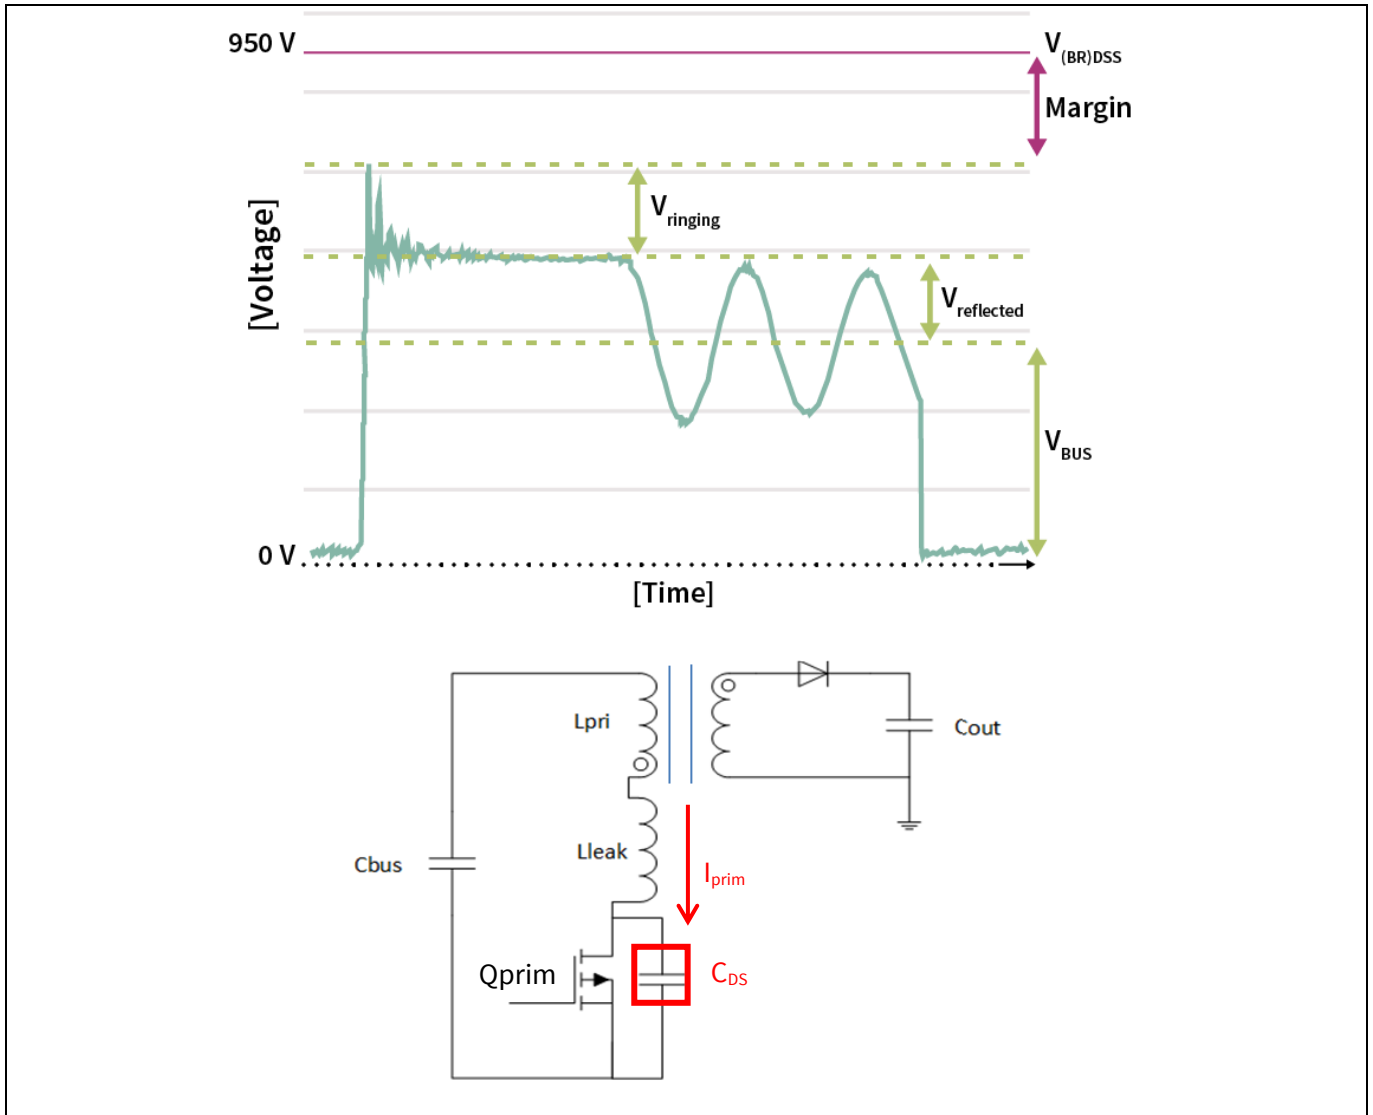 950 V
V(BR)DSS
Margin
Vringing
[Voltage]
Vreflected
VBUS
0 V
[Time]
Lpri
Cout
Lleak
Cbus
Iprim
Qprim
CDS